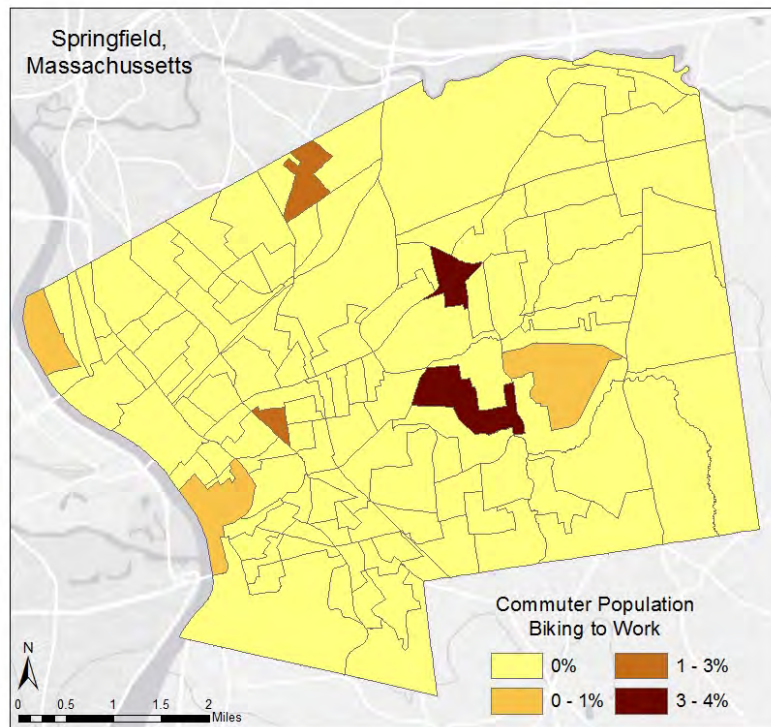 Springfield,
Massachussetts
Commuter Population
Biking to Work
0%
1 - 3%
0 - 1%
3 - 4%
N
0 0.5 1 1.5 2
Miles